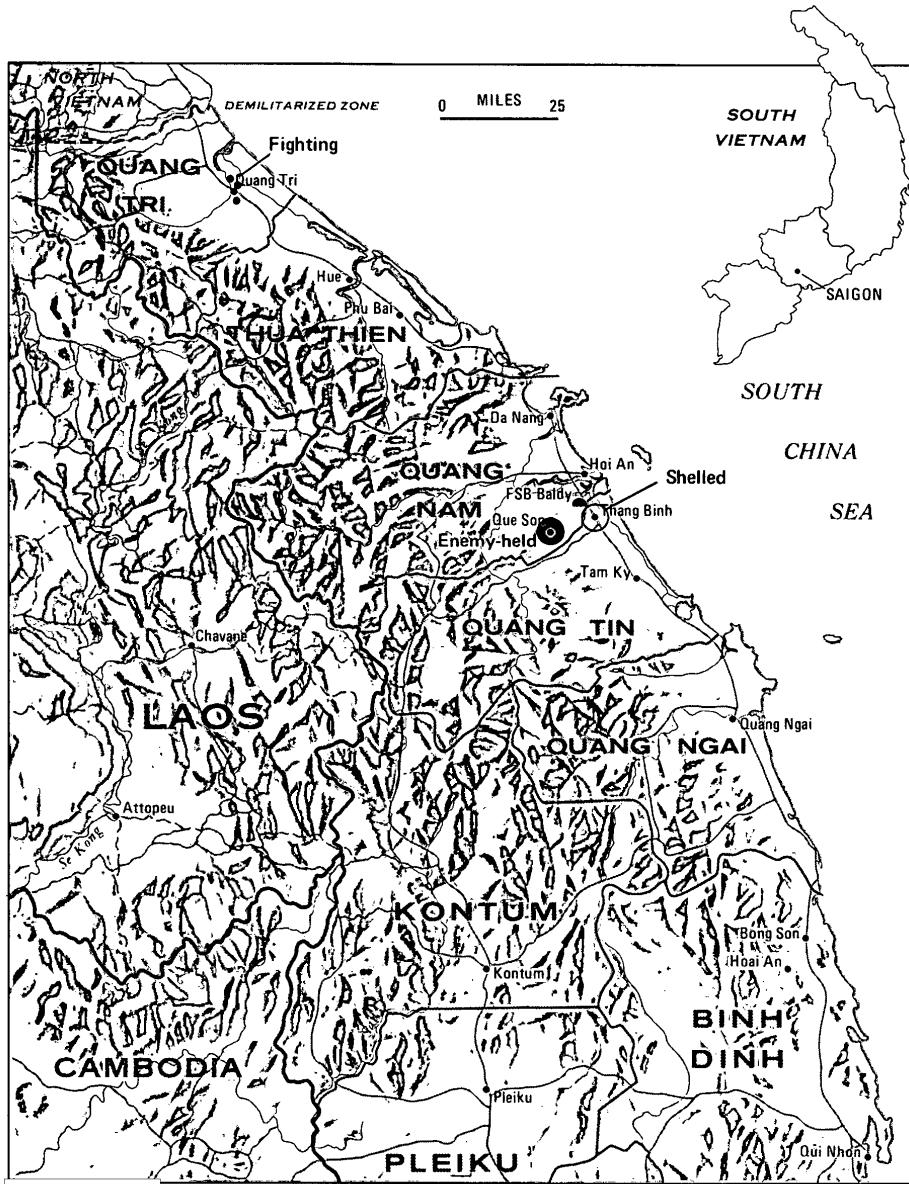 NORTH
VIETNAM
DEMILITARIZED ZONE
0 MILES 25
SOUTH
VIETNAM
Fighting
QUANG
TRI
Quang Tri
SAIGON
Hue
Phu Bai
THUA THIEN
SOUTH
CHINA
SEA
Da Nang
QUANG
NAM
Hoi An
Shelled
FSB Baldy
Thang Binh
Que Son
Enemy-held
Tam Ky
QUANG TIN
Chavane
LAOS
Quang Ngai
QUANG NGAI
Attopeu
Se Kong
KONTUM
Bong Son
Hoai An
Kontum
BINH
DINH
CAMBODIA
Pleiku
PLEIKU
Qui Nhon